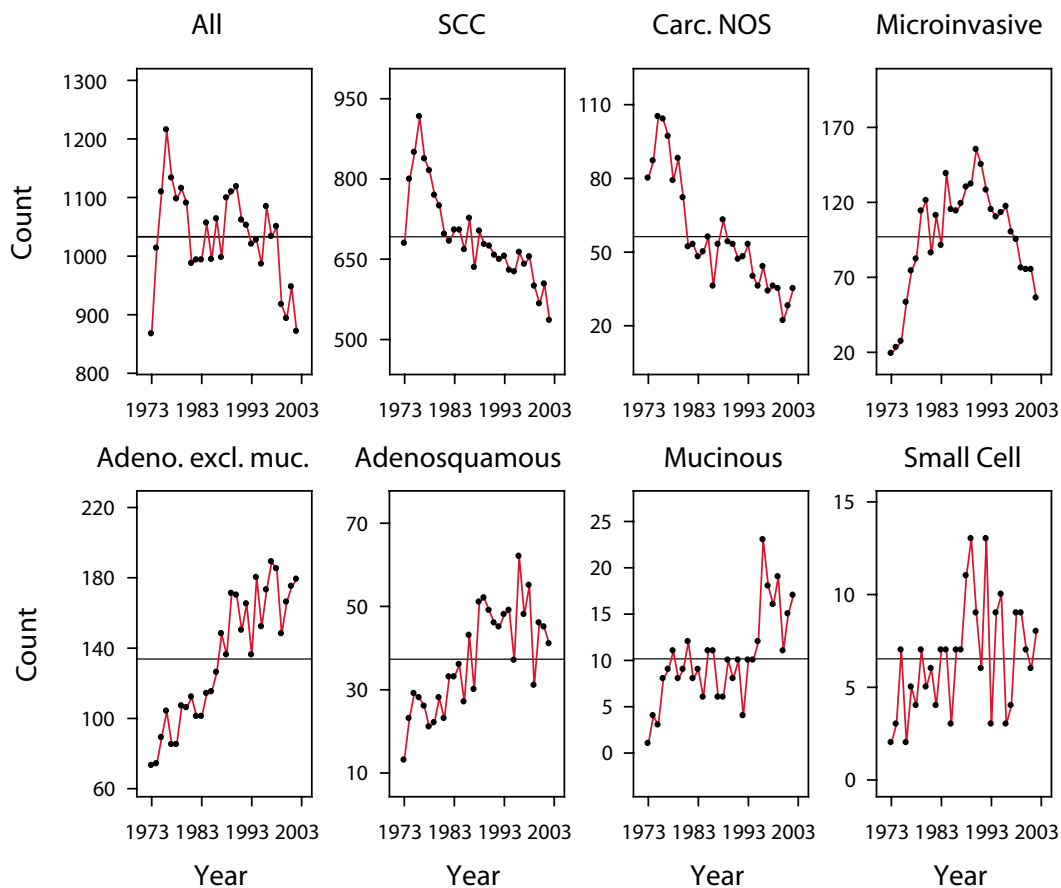 All SCC Carc. NOS Microinvasive
Count
1300
1200
1100
1000
900
800
1973 1983 1993 2003
950
800
650
500
1973 1983 1993 2003
110
80
50
20
1973 1983 1993 2003
170
120
70
20
1973 1983 1993 2003
Adeno. excl. muc. Adenosquamous Mucinous Small Cell
Count
220
180
140
100
60
1973 1983 1993 2003
Year
70
50
30
10
1973 1983 1993 2003
Year
25
20
15
10
5
0
1973 1983 1993 2003
Year
15
10
5
0
1973 1983 1993 2003
Year